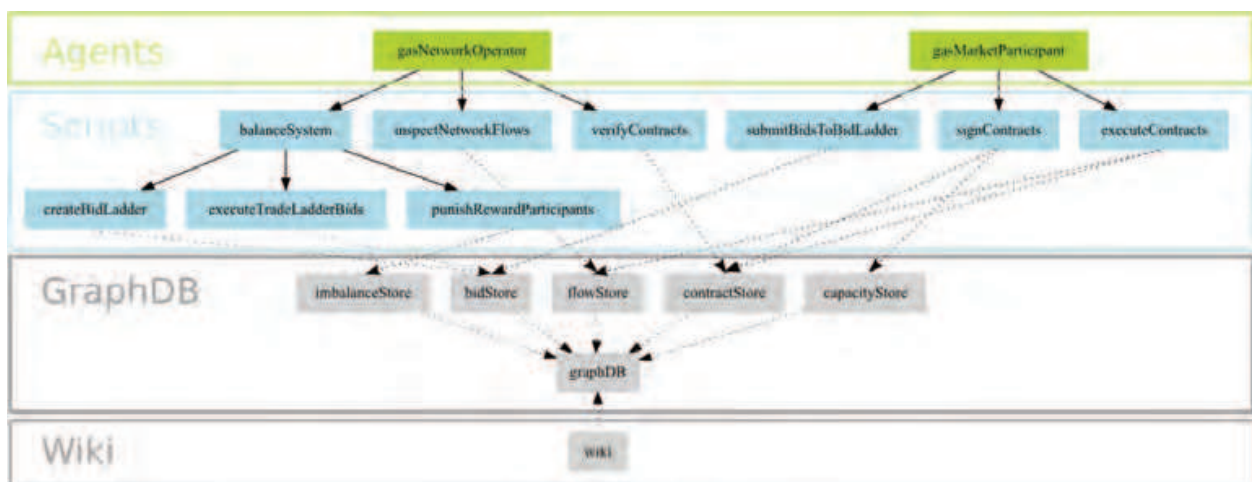 Agents
gasNetworkOperator
gasMarketParticipant
Scripts
balanceSystem
inspectNetworkFlows
verifyContracts
submitBidsToBidLadder
signContracts
executeContracts
createBidLadder
executeTradeLadderBids
punishRewardParticipants
GraphDB
imbalanceStore
bidStore
flowStore
contractStore
capacityStore
graphDB
Wiki
wiki